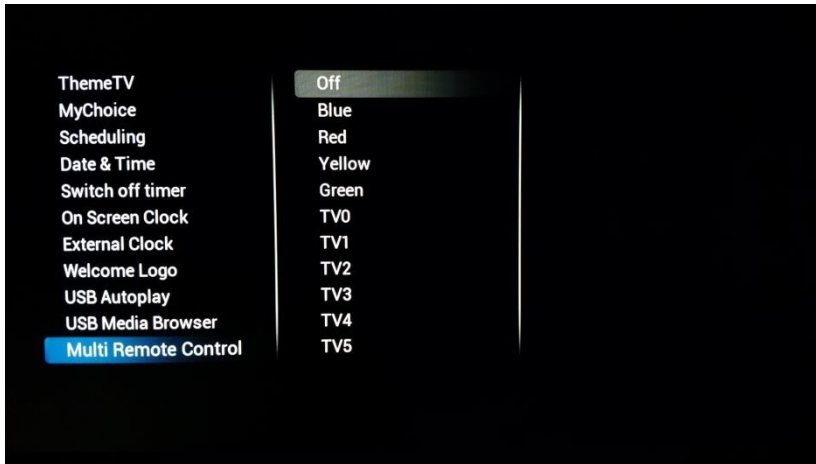 ThemeTV
MyChoice
Scheduling
Date & Time
Switch off timer
On Screen Clock
External Clock
Welcome Logo
USB Autoplay
USB Media Browser
Multi Remote Control
Off
Blue
Red
Yellow
Green
TV0
TV1
TV2
TV3
TV4
TV5